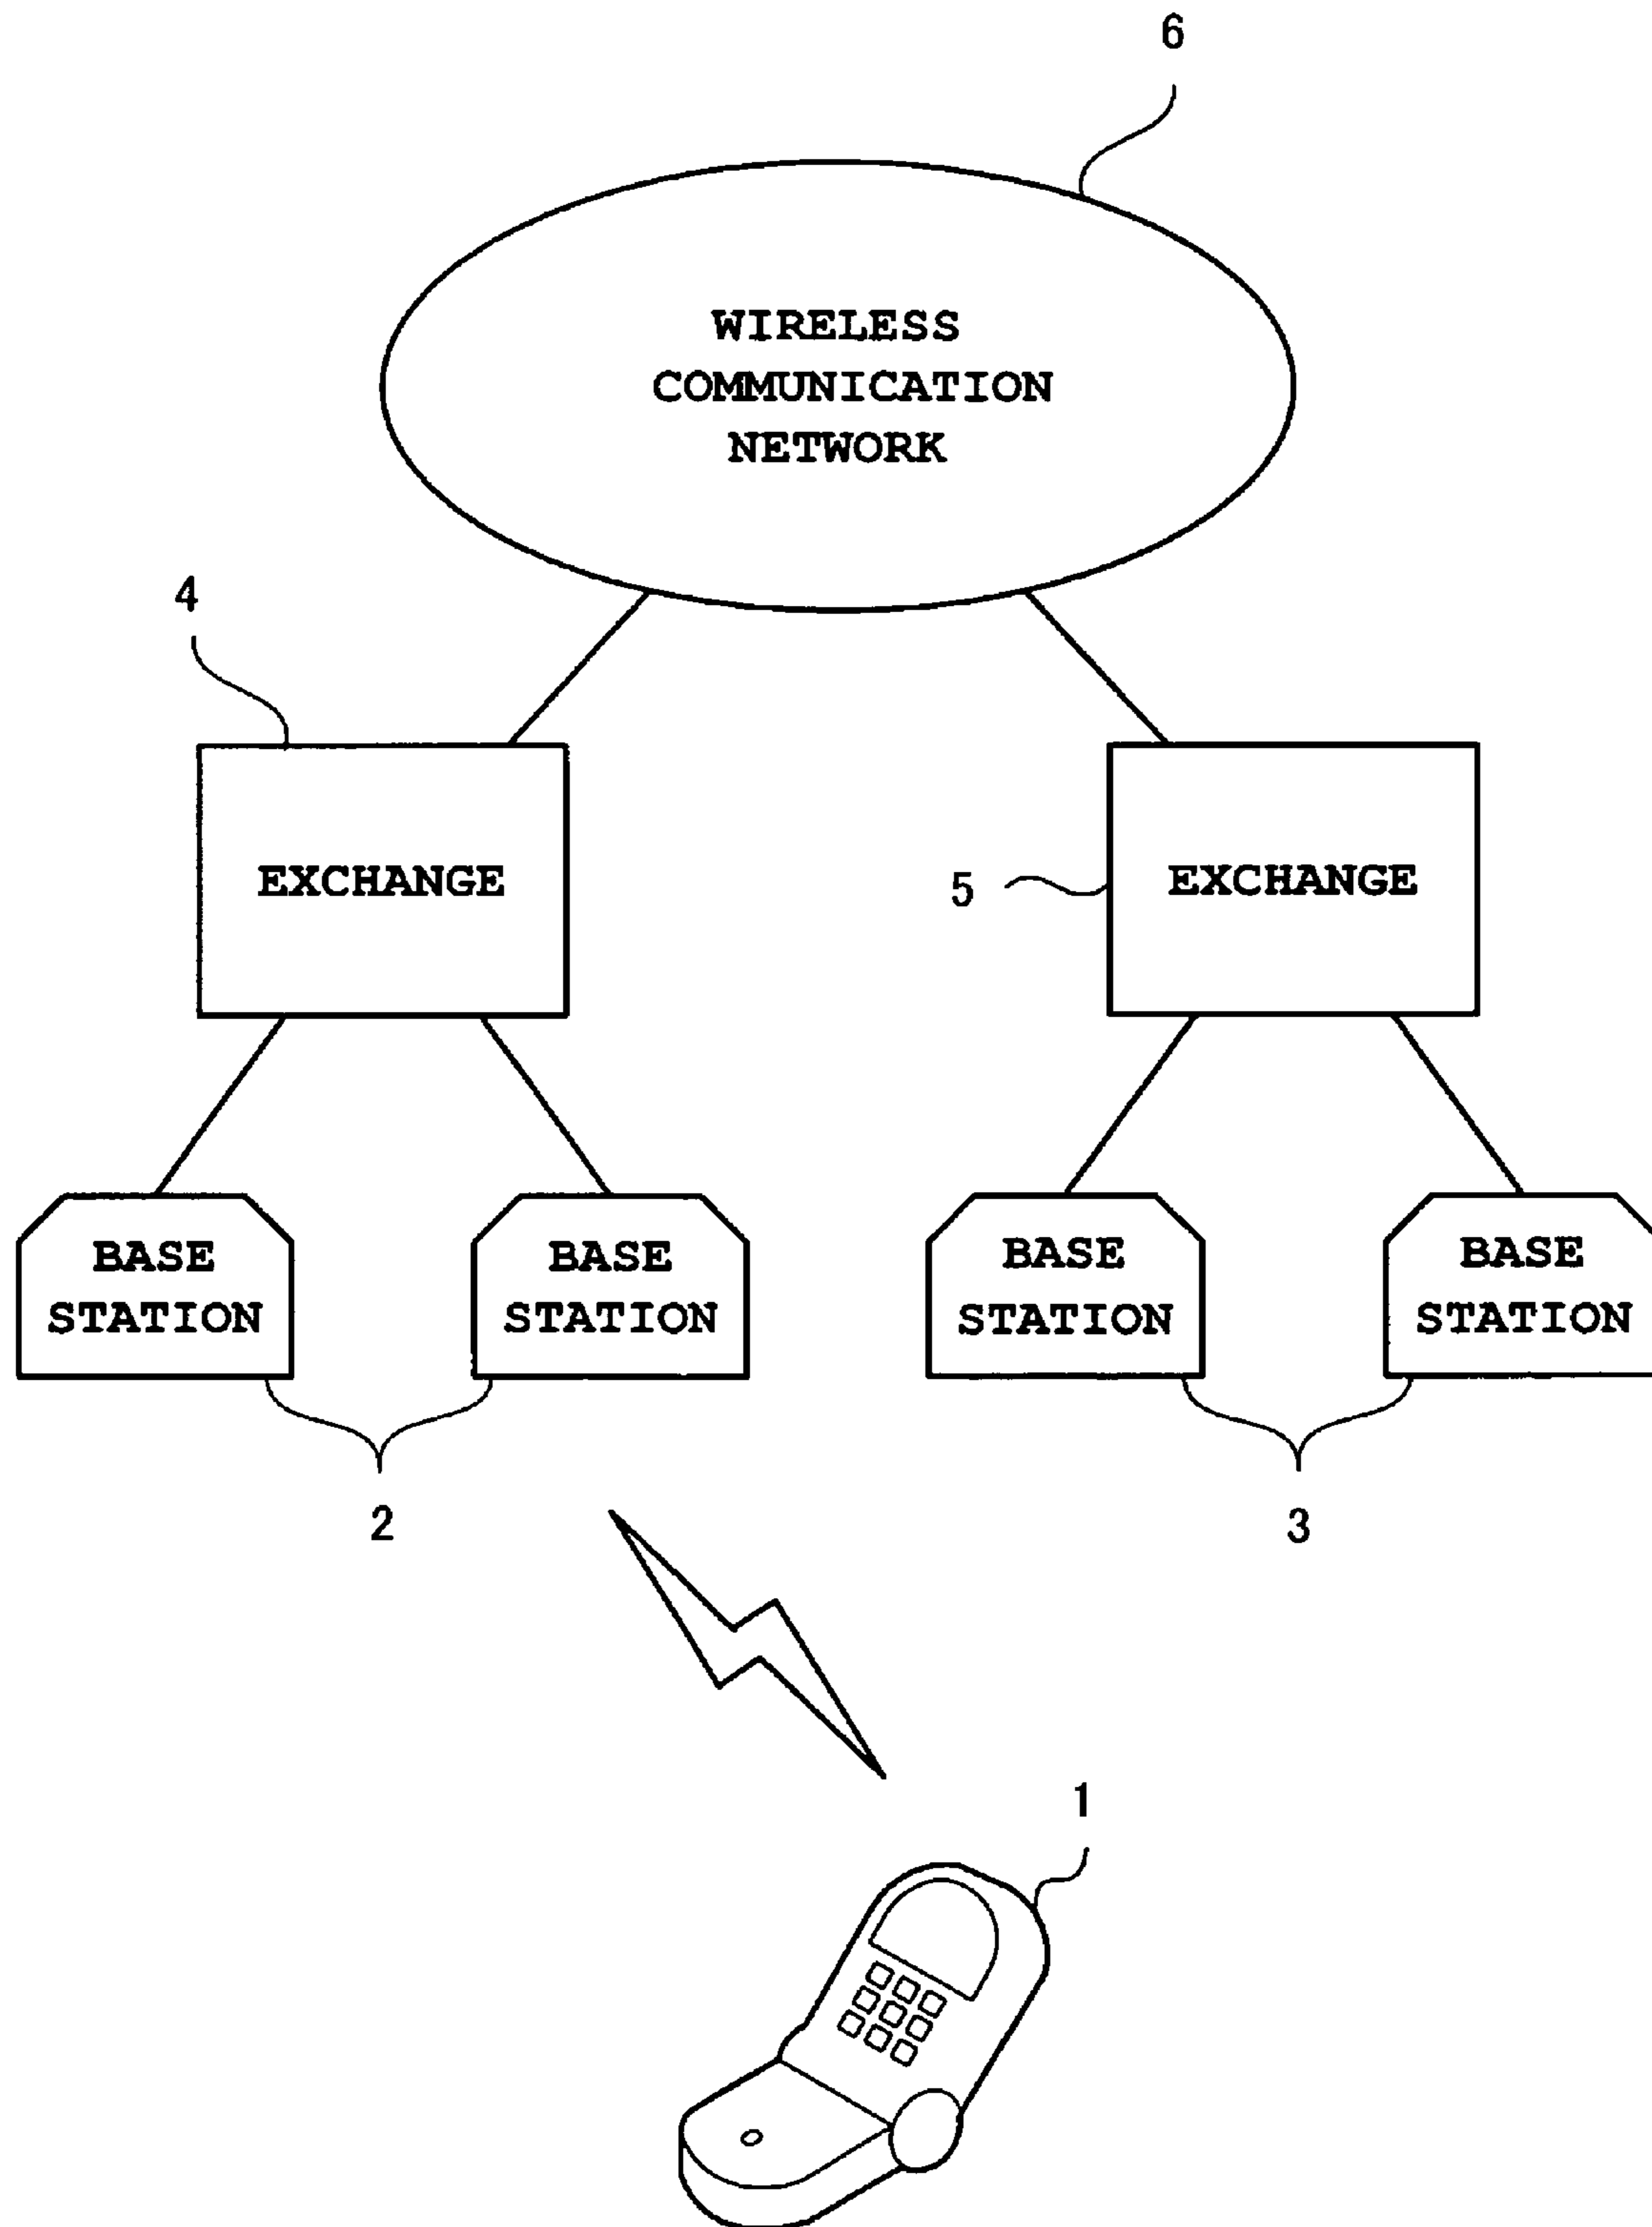 6
WIRELESS
COMMUNICATION
NETWORK
4
EXCHANGE
5
EXCHANGE
BASE
STATION
BASE
STATION
BASE
STATION
BASE
STATION
2
3
1